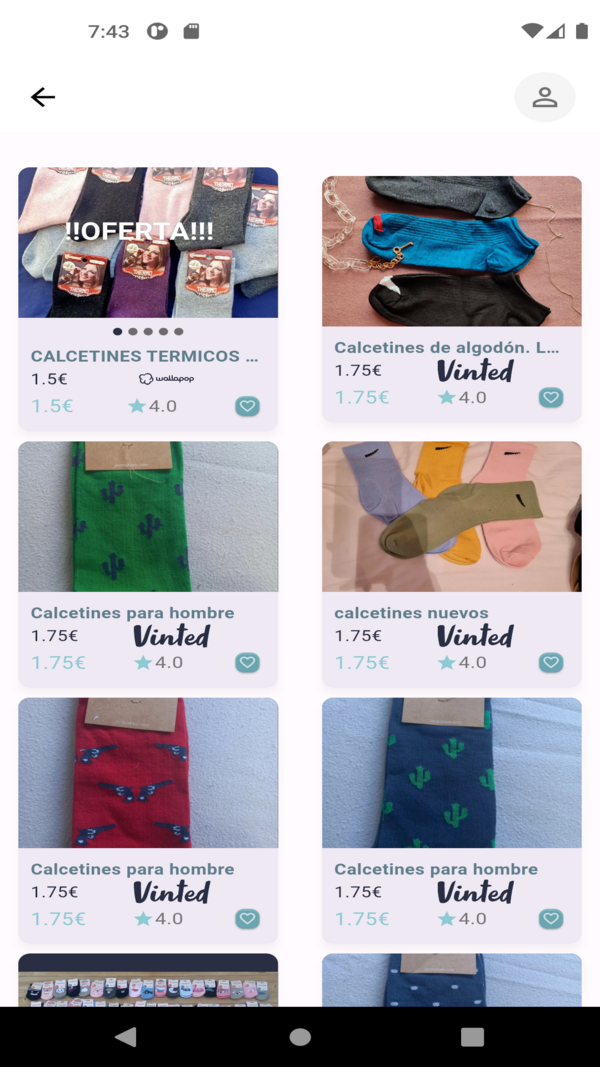 7:43
!!OFERTA!!!
THERMO
THERMO
THERMO
CALCETINES TERMICOS ...
1.5€
wallapop
1.5€
4.0
Calcetines de algodón. L...
1.75€
Vinted
1.75€
4.0
Calcetines para hombre
1.75€
Vinted
1.75€
4.0
calcetines nuevos
1.75€
Vinted
1.75€
4.0
Calcetines para hombre
1.75€
Vinted
1.75€
4.0
Calcetines para hombre
1.75€
Vinted
1.75€
4.0